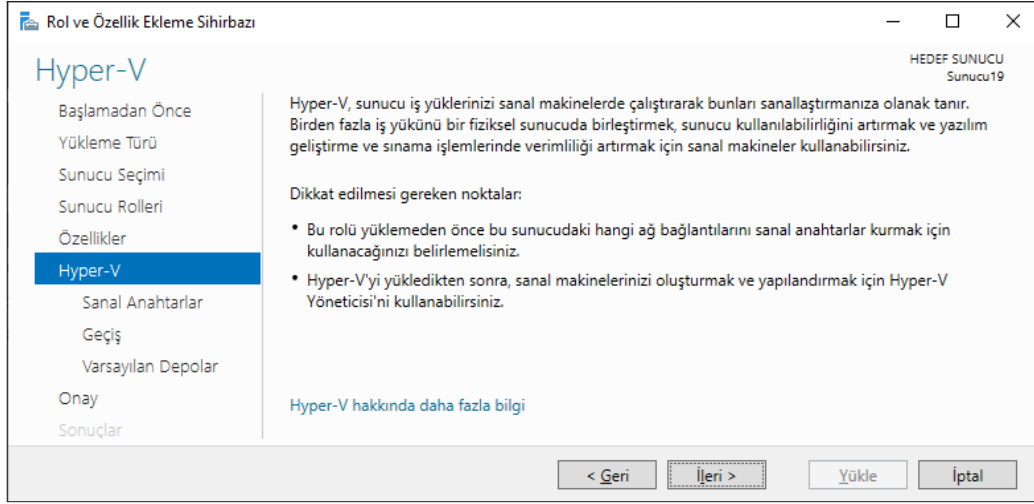 Rol ve Özellik Ekleme Sihirbazı
Hyper-V
HEDEF SUNUCU
Sunucu19
Başlamadan Önce
Yükleme Türü
Sunucu Seçimi
Sunucu Rolleri
Özellikler
Hyper-V
Sanal Anahtarlar
Geçiş
Varsayılan Depolar
Onay
Sonuçlar
Hyper-V, sunucu iş yüklerinizi sanal makinelerde çalıştırarak bunları sanallaştırmanıza olanak tanır.
Birden fazla iş yükünü bir fiziksel sunucuda birleştirmek, sunucu kullanılabilirliğini artırmak ve yazılım
geliştirme ve sınama işlemlerinde verimliliği artırmak için sanal makineler kullanabilirsiniz.
Dikkat edilmesi gereken noktalar:
• Bu rolü yüklemeden önce bu sunucudaki hangi ağ bağlantılarını sanal anahtarlar kurmak için
kullanacağınızı belirlemelisiniz.
• Hyper-V'yi yükledikten sonra, sanal makinelerinizi oluşturmak ve yapılandırmak için Hyper-V
Yöneticisi'ni kullanabilirsiniz.
Hyper-V hakkında daha fazla bilgi
< Geri
İleri >
Yükle
İptal